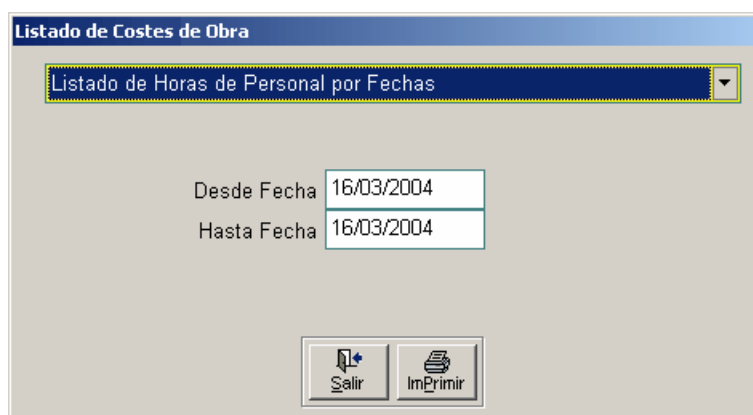 Listado de Costes de Obra
Listado de Horas de Personal por Fechas
Desde Fecha 16/03/2004
Hasta Fecha 16/03/2004
Salir ImPrimir